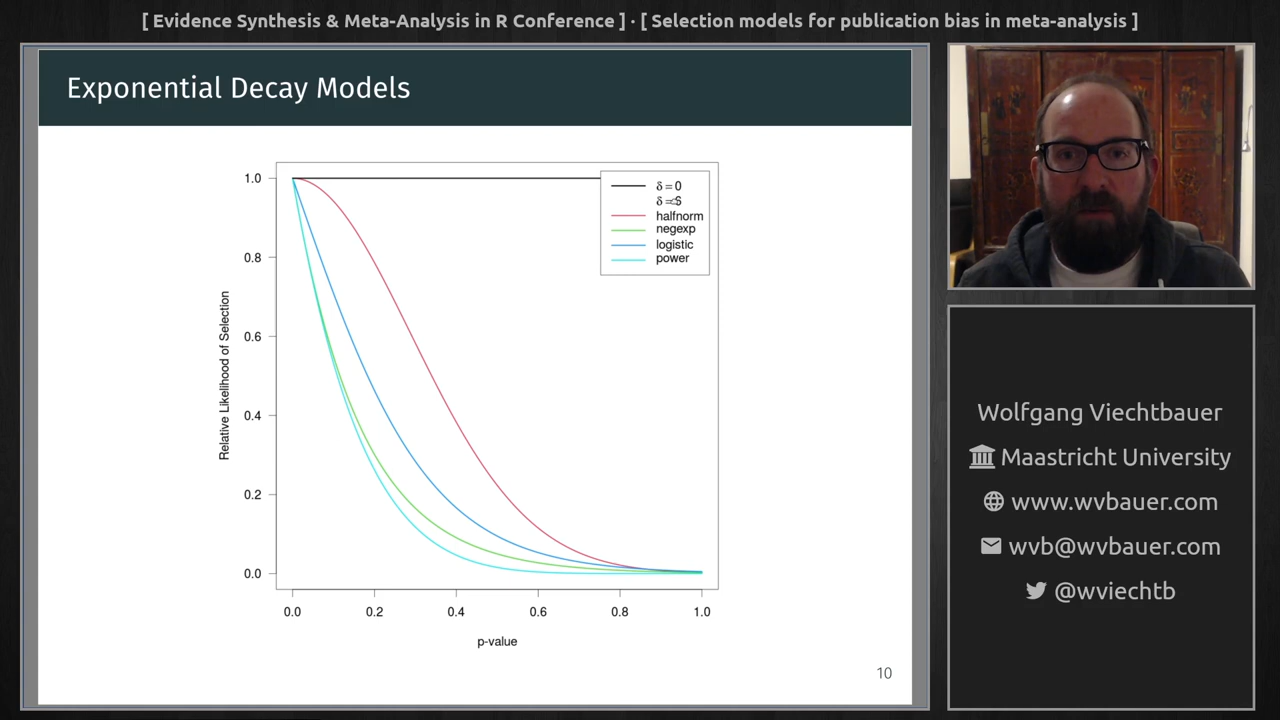 [ Evidence Synthesis & Meta-Analysis in R Conference ] · [ Selection models for publication bias in meta-analysis ]
Exponential Decay Models
1.0
0.8
0.6
0.4
0.2
0.0
Relative Likelihood of Selection
δ = 0
δ =
halfnorm
negexp
logistic
power
0.0 0.2 0.4 0.6 0.8 1.0
p-value
10
Wolfgang Viechtbauer
Maastricht University
www.wvbauer.com
wvb@wvbauer.com
@wviechtb